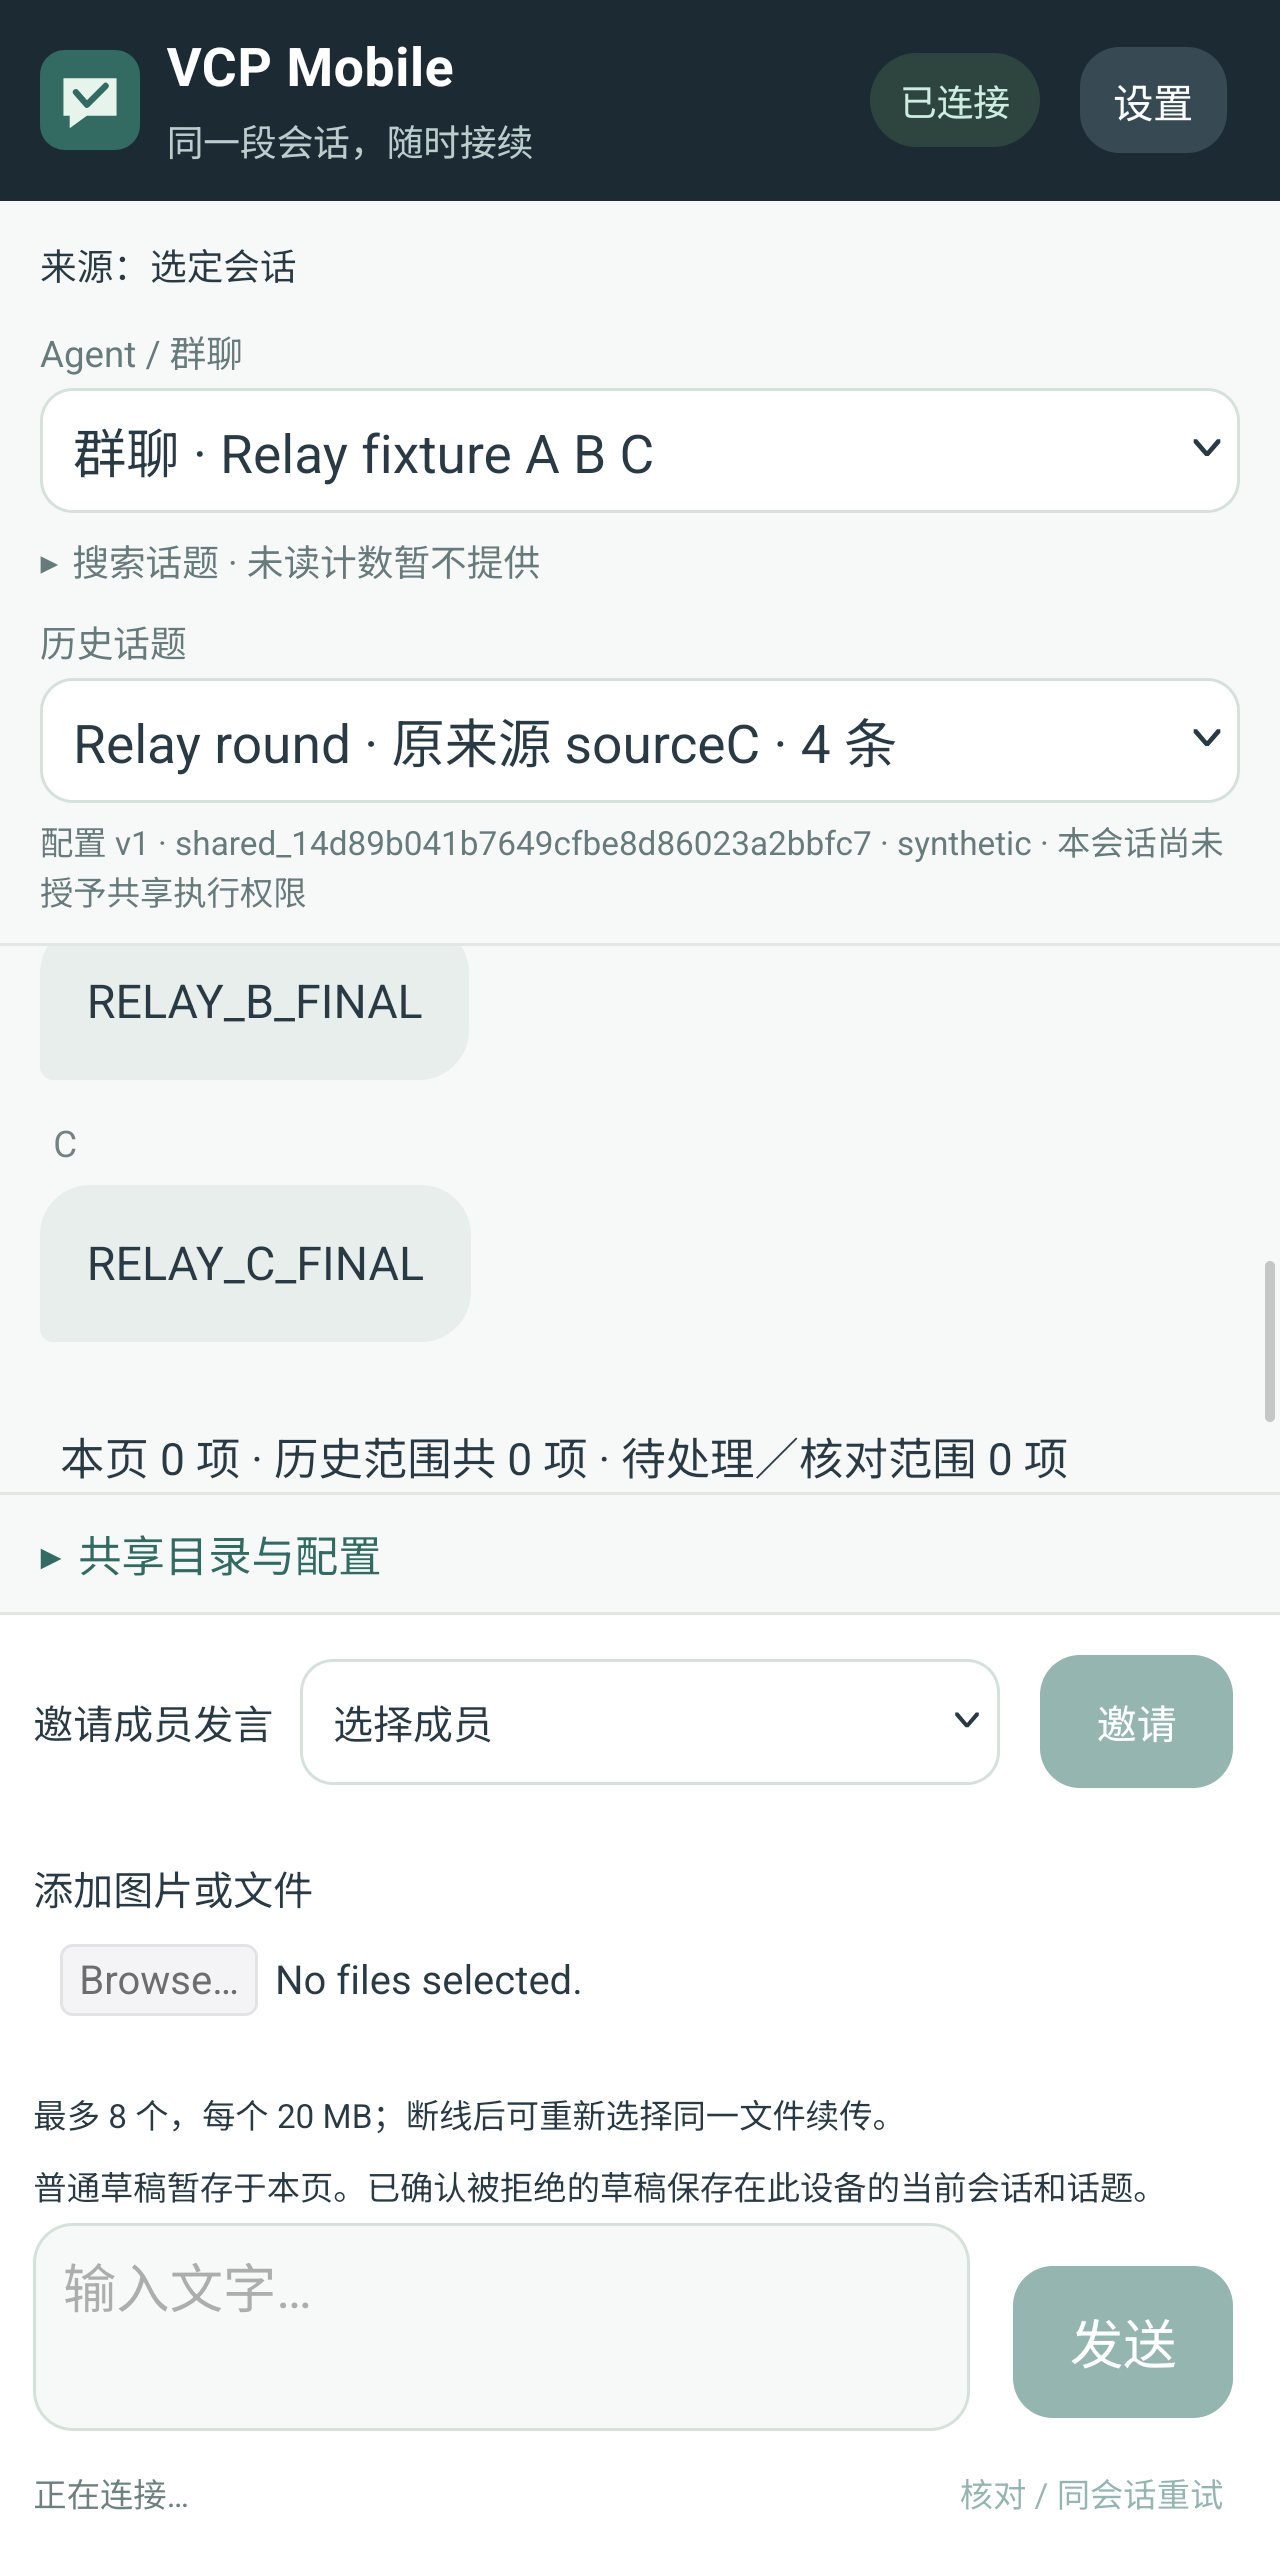 VCP Mobile
同一段会话，随时接续
已连接
设置
来源：选定会话
Agent / 群聊
群聊 · Relay fixture A B C
▸ 搜索话题 · 未读计数暂不提供
历史话题
Relay round · 原来源 sourceC · 4 条
配置 v1 · shared_14d89b041b7649cfbe8d86023a2bbfc7 · synthetic · 本会话尚未
授予共享执行权限
RELAY_B_FINAL
C
RELAY_C_FINAL
本页 0 项 · 历史范围共 0 项 · 待处理／核对范围 0 项
▸ 共享目录与配置
邀请成员发言
选择成员
邀请
添加图片或文件
Browse… No files selected.
最多 8 个，每个 20 MB；断线后可重新选择同一文件续传。
普通草稿暂存于本页。已确认被拒绝的草稿保存在此设备的当前会话和话题。
输入文字…
发送
正在连接…
核对 / 同会话重试